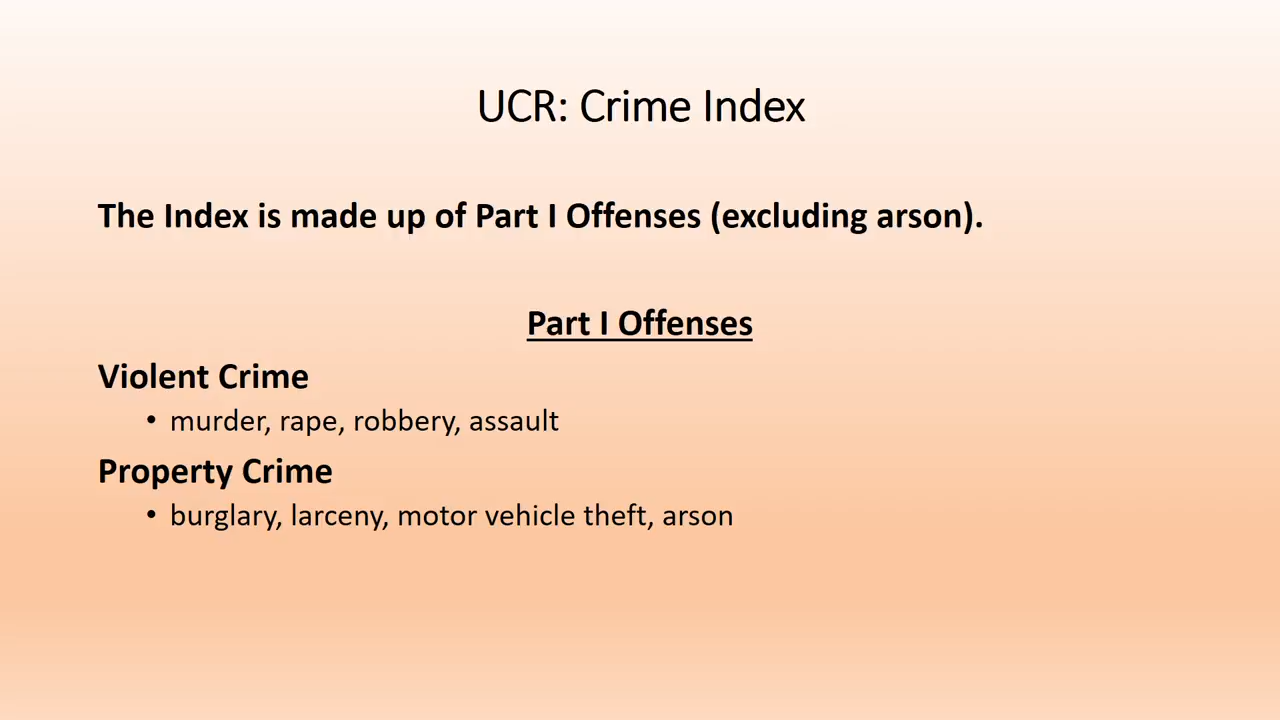 UCR: Crime Index
The Index is made up of Part I Offenses (excluding arson).
Part I Offenses
Violent Crime
• murder, rape, robbery, assault
Property Crime
• burglary, larceny, motor vehicle theft, arson